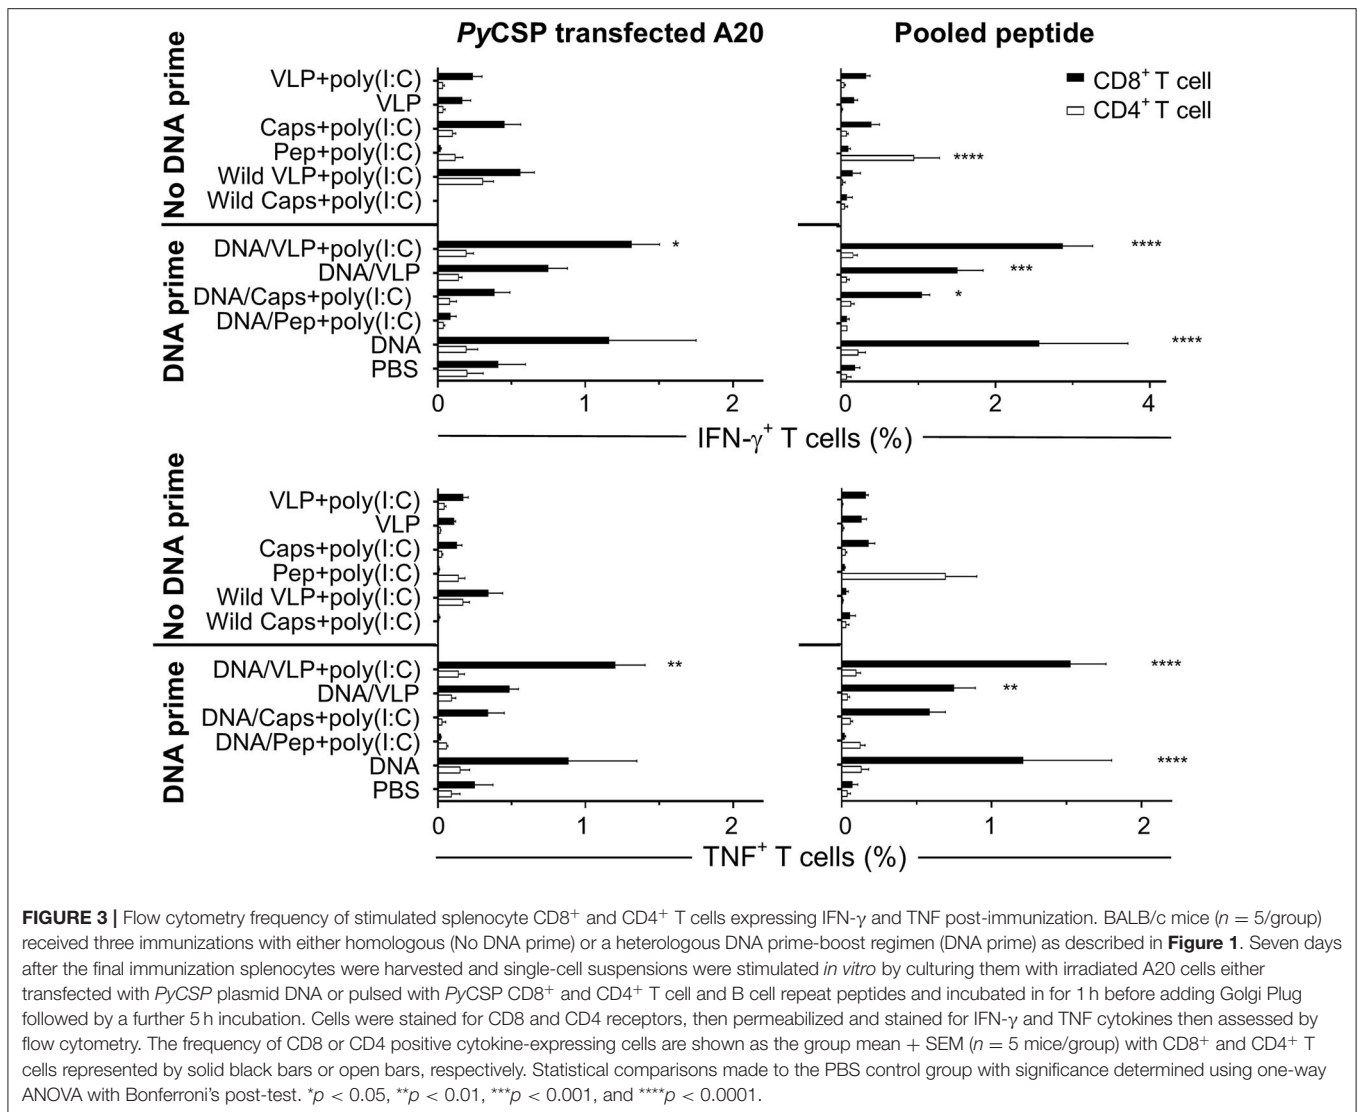 PyCSP transfected A20
Pooled peptide
No DNA prime
VLP+poly(I:C)
VLP
Caps+poly(I:C)
Pep+poly(I:C)
Wild VLP+poly(I:C)
Wild Caps+poly(I:C)
CD8+ T cell
CD4+ T cell
****
DNA prime
DNA/VLP+poly(I:C)
DNA/VLP
DNA/Caps+poly(I:C)
DNA/Pep+poly(I:C)
DNA
PBS
*
****
***
*
****
0 1 2
0 2 4
IFN-γ+ T cells (%)
No DNA prime
VLP+poly(I:C)
VLP
Caps+poly(I:C)
Pep+poly(I:C)
Wild VLP+poly(I:C)
Wild Caps+poly(I:C)
DNA prime
DNA/VLP+poly(I:C)
DNA/VLP
DNA/Caps+poly(I:C)
DNA/Pep+poly(I:C)
DNA
PBS
**
****
**
****
0 1 2
0 1 2
TNF+ T cells (%)
FIGURE 3 | Flow cytometry frequency of stimulated splenocyte CD8+ and CD4+ T cells expressing IFN-γ and TNF post-immunization. BALB/c mice (n = 5/group)
received three immunizations with either homologous (No DNA prime) or a heterologous DNA prime-boost regimen (DNA prime) as described in Figure 1. Seven days
after the final immunization splenocytes were harvested and single-cell suspensions were stimulated in vitro by culturing them with irradiated A20 cells either
transfected with PyCSP plasmid DNA or pulsed with PyCSP CD8+ and CD4+ T cell and B cell repeat peptides and incubated in for 1 h before adding Golgi Plug
followed by a further 5 h incubation. Cells were stained for CD8 and CD4 receptors, then permeabilized and stained for IFN-γ and TNF cytokines then assessed by
flow cytometry. The frequency of CD8 or CD4 positive cytokine-expressing cells are shown as the group mean + SEM (n = 5 mice/group) with CD8+ and CD4+ T
cells represented by solid black bars or open bars, respectively. Statistical comparisons made to the PBS control group with significance determined using one-way
ANOVA with Bonferroni's post-test. *p < 0.05, **p < 0.01, ***p < 0.001, and ****p < 0.0001.